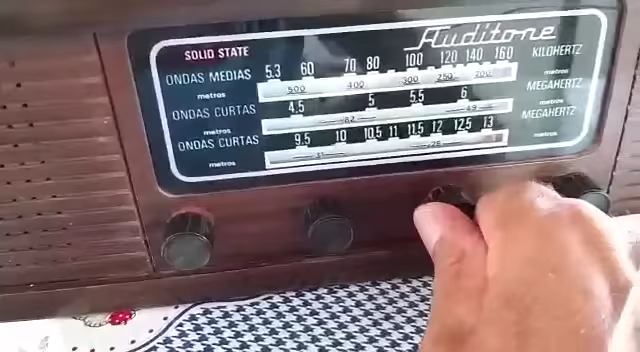 Auditone
SOLID STATE
KILOHERTZ
ONDAS MEDIAS 5.3 60 70 80 100 120 140 160
metros 500 400 300 250 200 metros
MEGAHERTZ
ONDAS CURTAS 4.5 5 5.5 6
metros 62 49 metros
MEGAHERTZ
ONDAS CURTAS 9.5 10 10.5 11 11.5 12 12.5 13
metros 31 25 metros